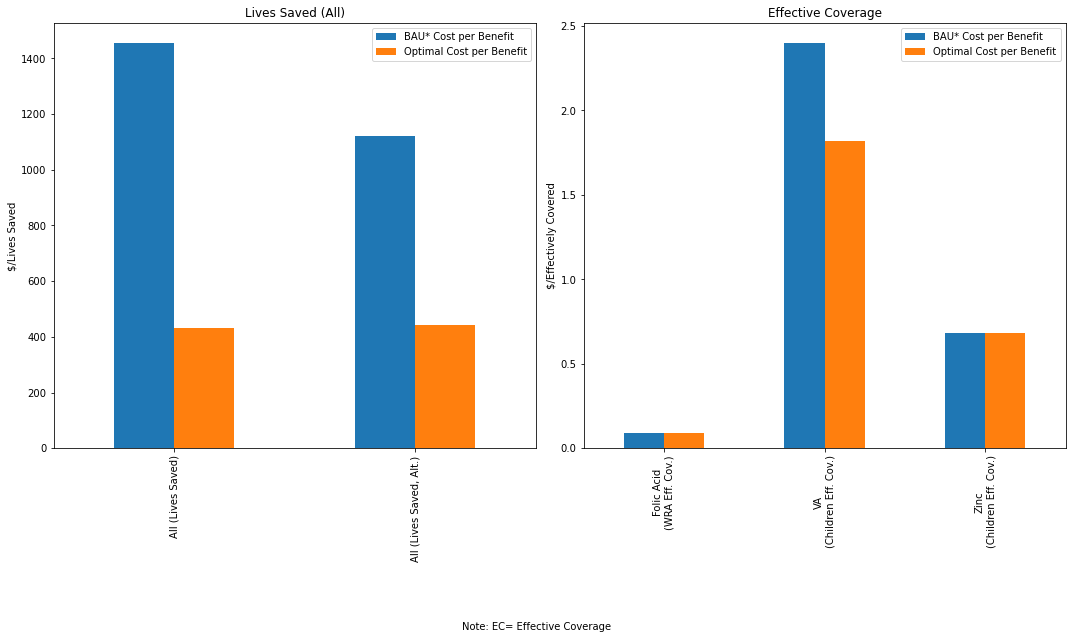 Lives Saved (All)
BAU* Cost per Benefit
Optimal Cost per Benefit
$/Lives Saved
1400
1200
1000
800
600
400
200
0
All (Lives Saved)
All (Lives Saved, Alt.)
Effective Coverage
BAU* Cost per Benefit
Optimal Cost per Benefit
$/Effectively Covered
2.5
2.0
1.5
1.0
0.5
0.0
Folic Acid
(WRA Eff. Cov.)
VA
(Children Eff. Cov.)
Zinc
(Children Eff. Cov.)
Note: EC= Effective Coverage